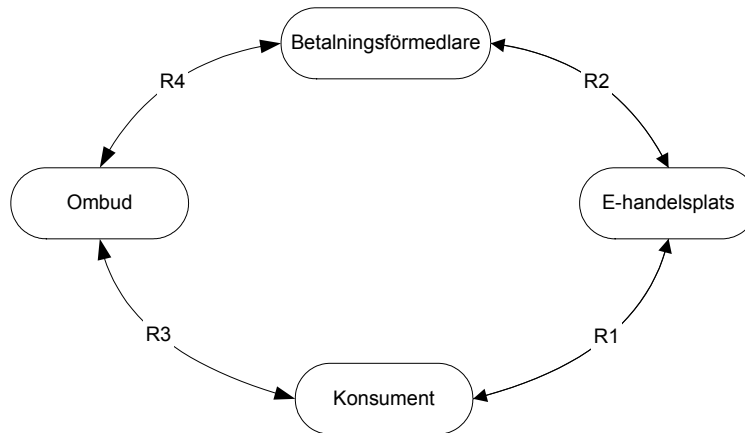 Betalningsförmedlare
R4
R2
Ombud
E-handelsplats
R3
R1
Konsument